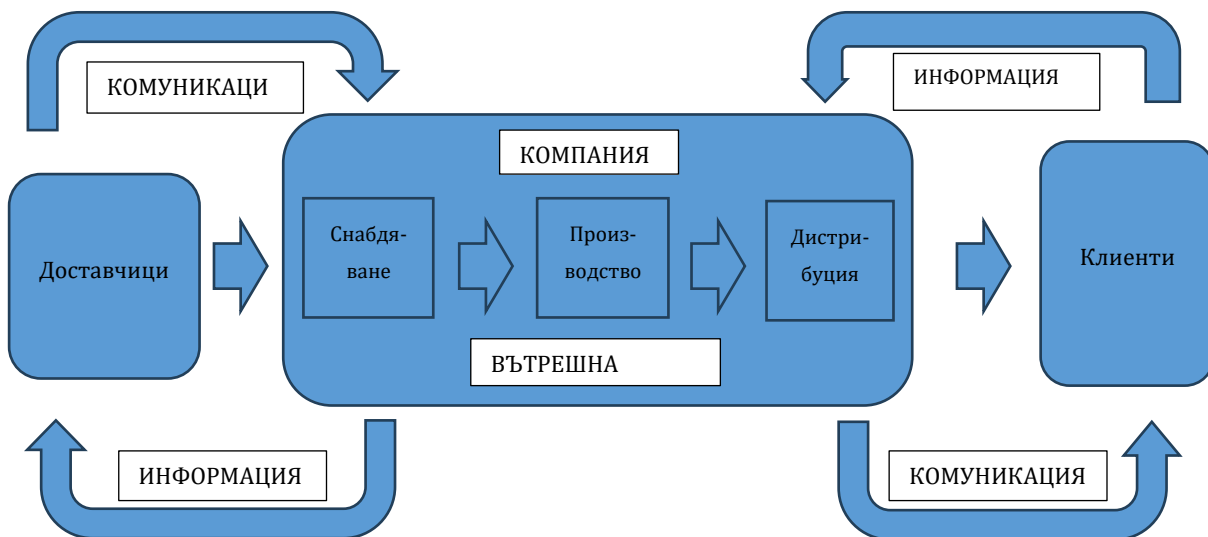 КОМУНИКАЦИ
ИНФОРМАЦИЯ
КОМПАНИЯ
Доставчици
Снабдя-
ване
Произ-
водство
Дистри-
буция
Клиенти
ВЪТРЕШНА
ИНФОРМАЦИЯ
КОМУНИКАЦИЯ